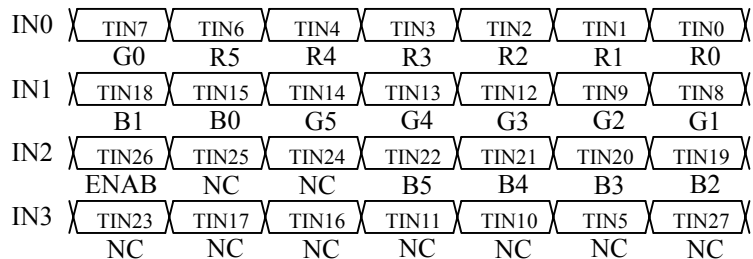 IN0 TIN7 TIN6 TIN4 TIN3 TIN2 TIN1 TIN0
G0 R5 R4 R3 R2 R1 R0
IN1 TIN18 TIN15 TIN14 TIN13 TIN12 TIN9 TIN8
B1 B0 G5 G4 G3 G2 G1
IN2 TIN26 TIN25 TIN24 TIN22 TIN21 TIN20 TIN19
ENAB NC NC B5 B4 B3 B2
IN3 TIN23 TIN17 TIN16 TIN11 TIN10 TIN5 TIN27
NC NC NC NC NC NC NC